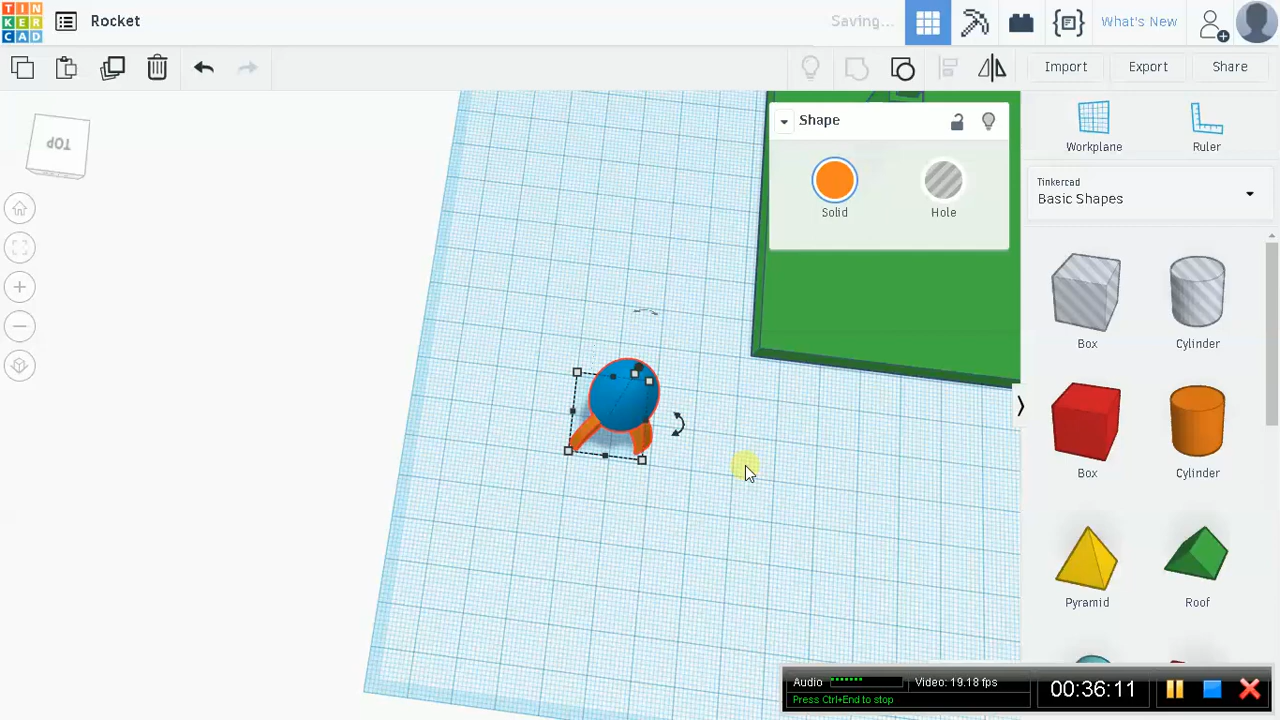 TIN
KER
CAD
Rocket
Saving...
What's New
Import
Export
Share
TOP
Shape
Solid
Hole
Workplane
Ruler
Tinkercad
Basic Shapes
Box
Cylinder
Box
Cylinder
Pyramid
Roof
Audio
Video: 19.18 fps
Press Ctrl+End to stop
00:36:11